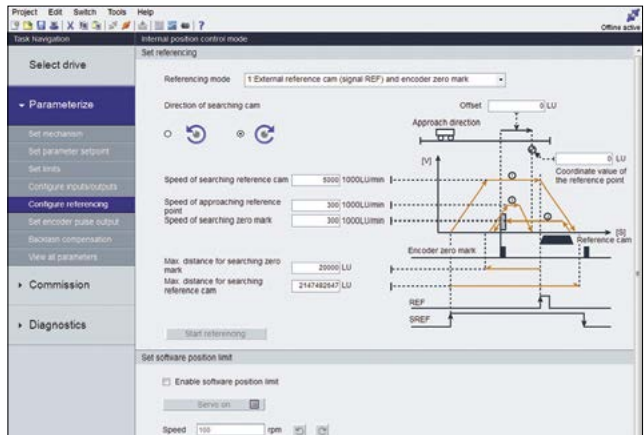 Project Edit Switch Tools Help
Offline active
Task Navigation
Internal position control mode
Select drive
Parameterize
Set mechanism
Set parameter setpoint
Set limits
Configure inputs/outputs
Configure referencing
Set encoder pulse output
Backlash compensation
View all parameters
Commission
Diagnostics
Set referencing
Referencing mode 1:External reference cam (signal REF) and encoder zero mark
Direction of searching cam
Offset 0 LU
Approach direction
[V]
0 LU
Coordinate value of
the reference point
Speed of searching reference cam 5000 1000LU/min
Speed of approaching reference
point 300 1000LU/min
Speed of searching zero mark 300 1000LU/min
[S]
Reference cam
Encoder zero mark
Max. distance for searching zero
mark 20000 LU
Max. distance for searching
reference cam 2147482647 LU
REF
SREF
Start referencing
Set software position limit
Enable software position limit
Servo on
Speed 100 rpm